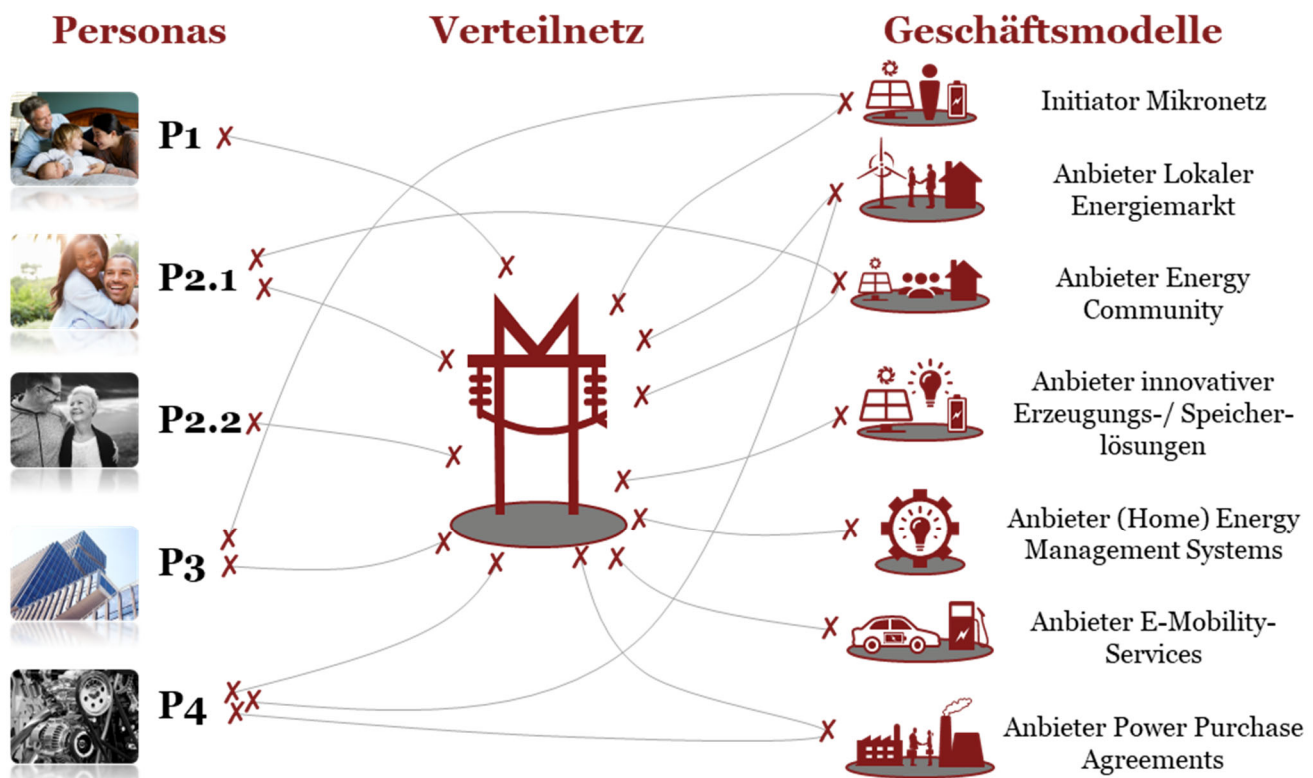 Personas
Verteilnetz
Geschäftsmodelle
P1
P2.1
P2.2
P3
P4
Initiator Mikronetz
Anbieter Lokaler
Energiemarkt
Anbieter Energy
Community
Anbieter innovativer
Erzeugungs-/ Speicher-
lösungen
Anbieter (Home) Energy
Management Systems
Anbieter E-Mobility-
Services
Anbieter Power Purchase
Agreements